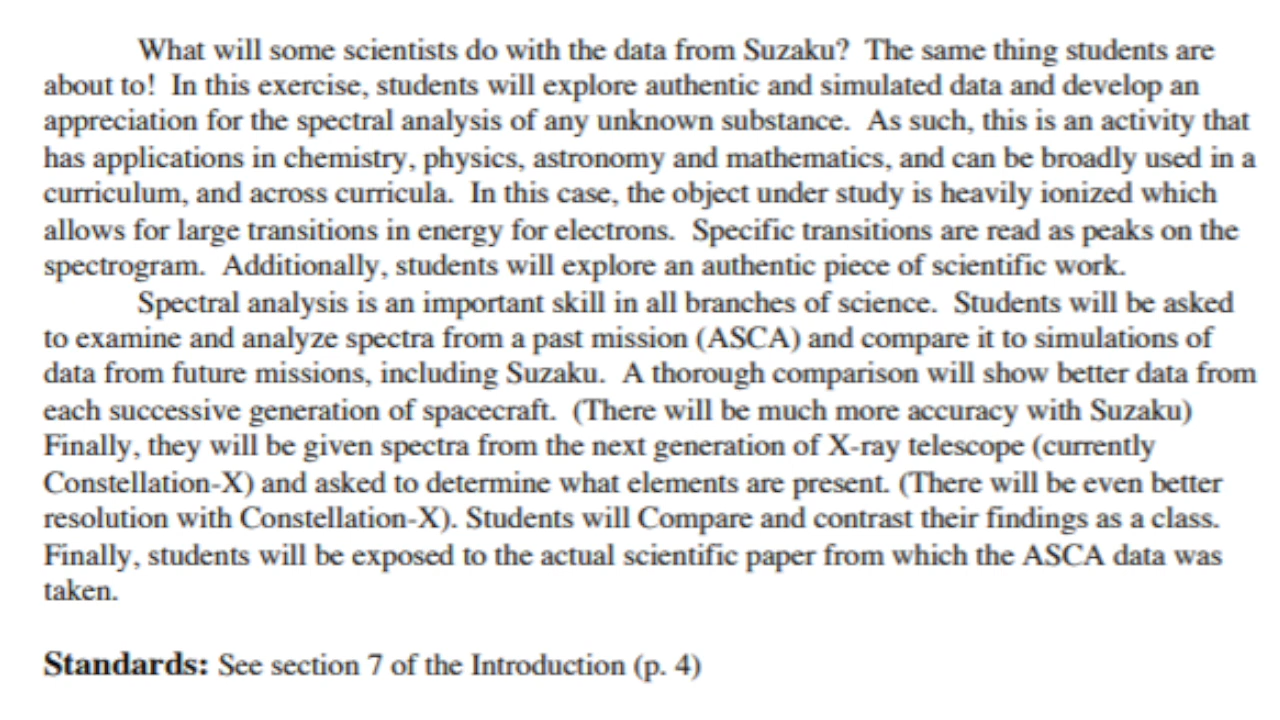 What will some scientists do with the data from Suzaku?  The same thing students are
about to!  In this exercise, students will explore authentic and simulated data and develop an
appreciation for the spectral analysis of any unknown substance.  As such, this is an activity that
has applications in chemistry, physics, astronomy and mathematics, and can be broadly used in a
curriculum, and across curricula.  In this case, the object under study is heavily ionized which
allows for large transitions in energy for electrons.  Specific transitions are read as peaks on the
spectrogram.  Additionally, students will explore an authentic piece of scientific work.
Spectral analysis is an important skill in all branches of science.  Students will be asked
to examine and analyze spectra from a past mission (ASCA) and compare it to simulations of
data from future missions, including Suzaku.  A thorough comparison will show better data from
each successive generation of spacecraft.  (There will be much more accuracy with Suzaku)
Finally, they will be given spectra from the next generation of X-ray telescope (currently
Constellation-X) and asked to determine what elements are present. (There will be even better
resolution with Constellation-X). Students will Compare and contrast their findings as a class.
Finally, students will be exposed to the actual scientific paper from which the ASCA data was
taken.
Standards: See section 7 of the Introduction (p. 4)